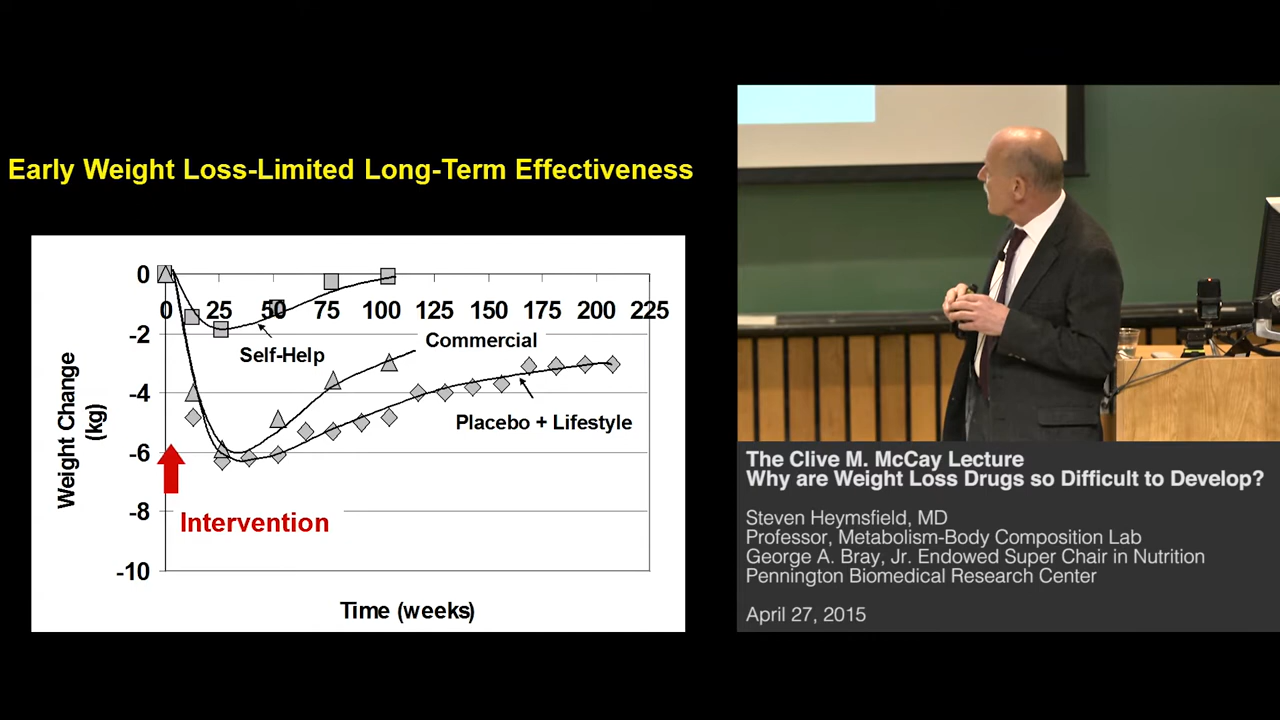 Early Weight Loss-Limited Long-Term Effectiveness
0
0 25 50 75 100 125 150 175 200 225
-2
Commercial
Self-Help
-4
Placebo + Lifestyle
Weight Change
(kg)
-6
-8
Intervention
-10
Time (weeks)
The Clive M. McCay Lecture
Why are Weight Loss Drugs so Difficult to Develop?
Steven Heymsfield, MD
Professor, Metabolism-Body Composition Lab
George A. Bray, Jr. Endowed Super Chair in Nutrition
Pennington Biomedical Research Center
April 27, 2015